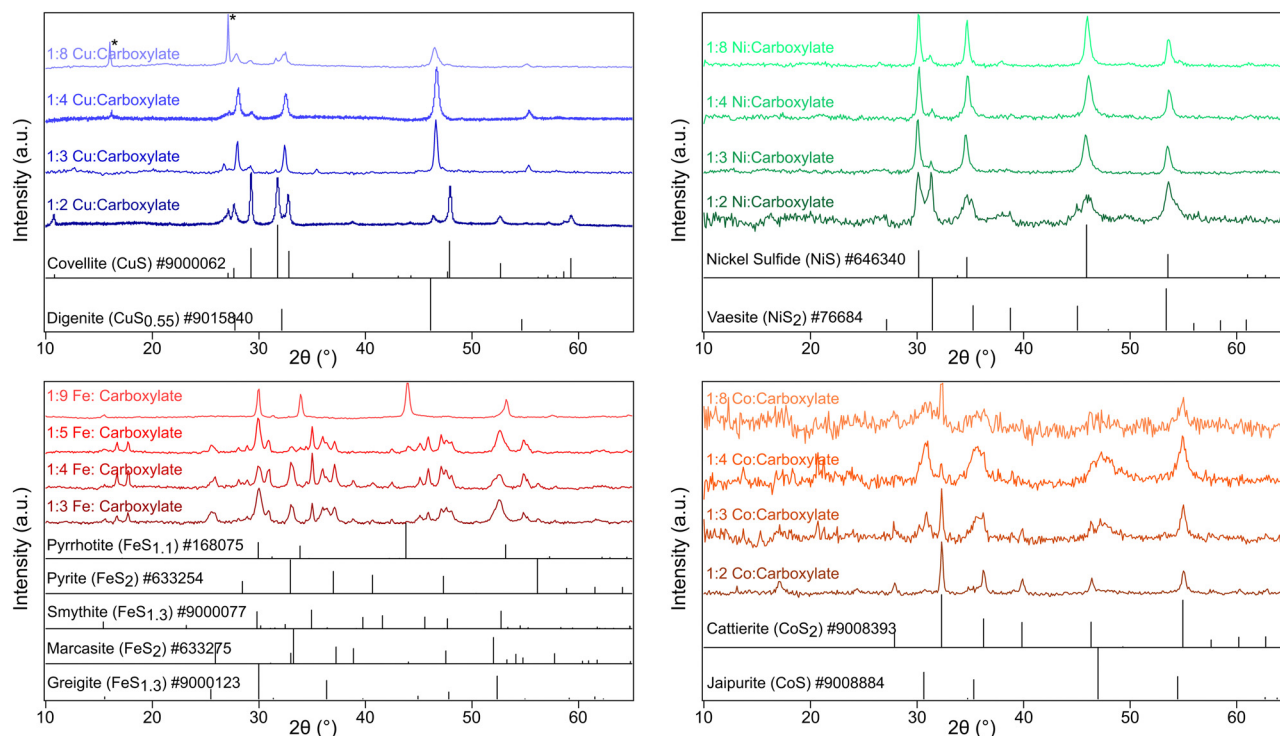 *
*
1:8 Cu:Carboxylate
1:4 Cu:Carboxylate
1:3 Cu:Carboxylate
1:2 Cu:Carboxylate
Covellite (CuS) #9000062
Digenite (CuS0.55) #9015840
Intensity (a.u.)
10 20 30 40 50 60
2θ (°)
1:8 Ni:Carboxylate
1:4 Ni:Carboxylate
1:3 Ni:Carboxylate
1:2 Ni:Carboxylate
Nickel Sulfide (NiS) #646340
Vaesite (NiS2) #76684
Intensity (a.u.)
10 20 30 40 50 60
2θ (°)
1:9 Fe: Carboxylate
1:5 Fe: Carboxylate
1:4 Fe: Carboxylate
1:3 Fe: Carboxylate
Pyrrhotite (FeS1.1) #168075
Pyrite (FeS2) #633254
Smythite (FeS1.3) #9000077
Marcasite (FeS2) #633275
Greigite (FeS1.3) #9000123
Intensity (a.u.)
10 20 30 40 50 60
2θ (°)
1:8 Co:Carboxylate
1:4 Co:Carboxylate
1:3 Co:Carboxylate
1:2 Co:Carboxylate
Cattierite (CoS2) #9008393
Jaipurite (CoS) #9008884
Intensity (a.u.)
10 20 30 40 50 60
2θ (°)